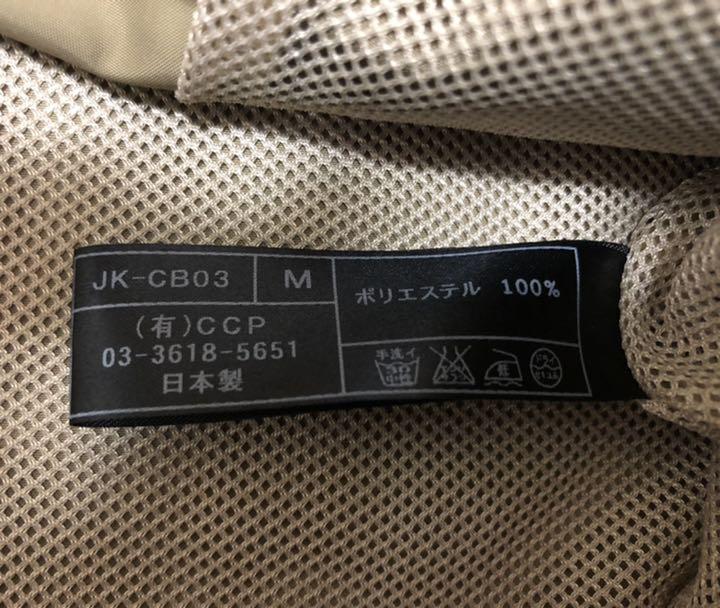 JK-CB03
M
(有)CCP
03-3618-5651
日本製
ポリエステル 100%
手洗イ